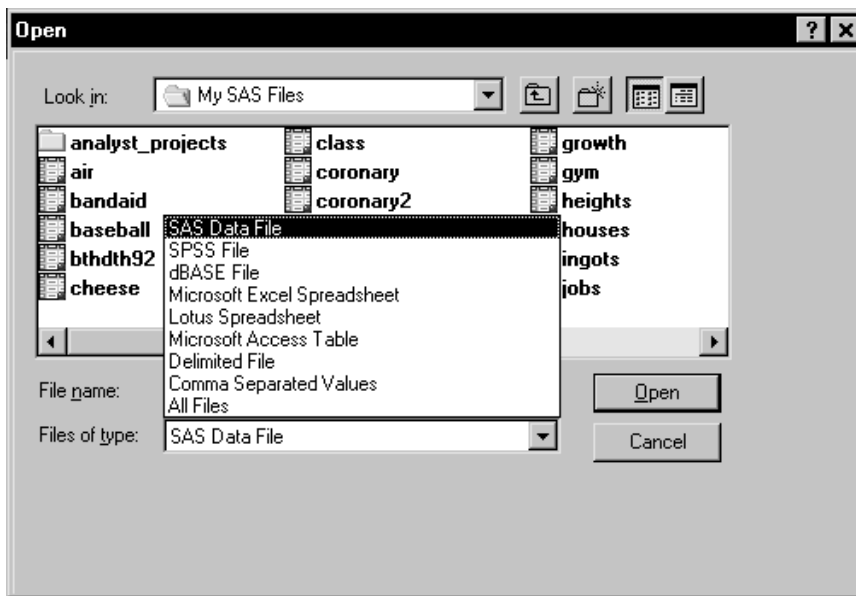 Open
Look in: My SAS Files
analyst_projects class growth
air coronary gym
bandaid coronary2 heights
baseball houses
bthdth92 ingots
cheese jobs
SAS Data File
SPSS File
dBASE File
Microsoft Excel Spreadsheet
Lotus Spreadsheet
Microsoft Access Table
Delimited File
Comma Separated Values
All Files
File name: Open
Files of type: SAS Data File Cancel